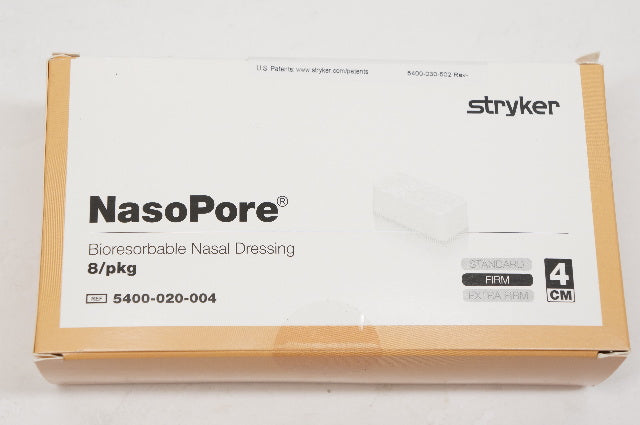 U.S. Patents: www.stryker.com/patents 5400-030-502 Rev-
stryker
NasoPore®
Bioresorbable Nasal Dressing
8/pkg
REF 5400-020-004
STANDARD
FIRM
EXTRA FIRM
4
CM